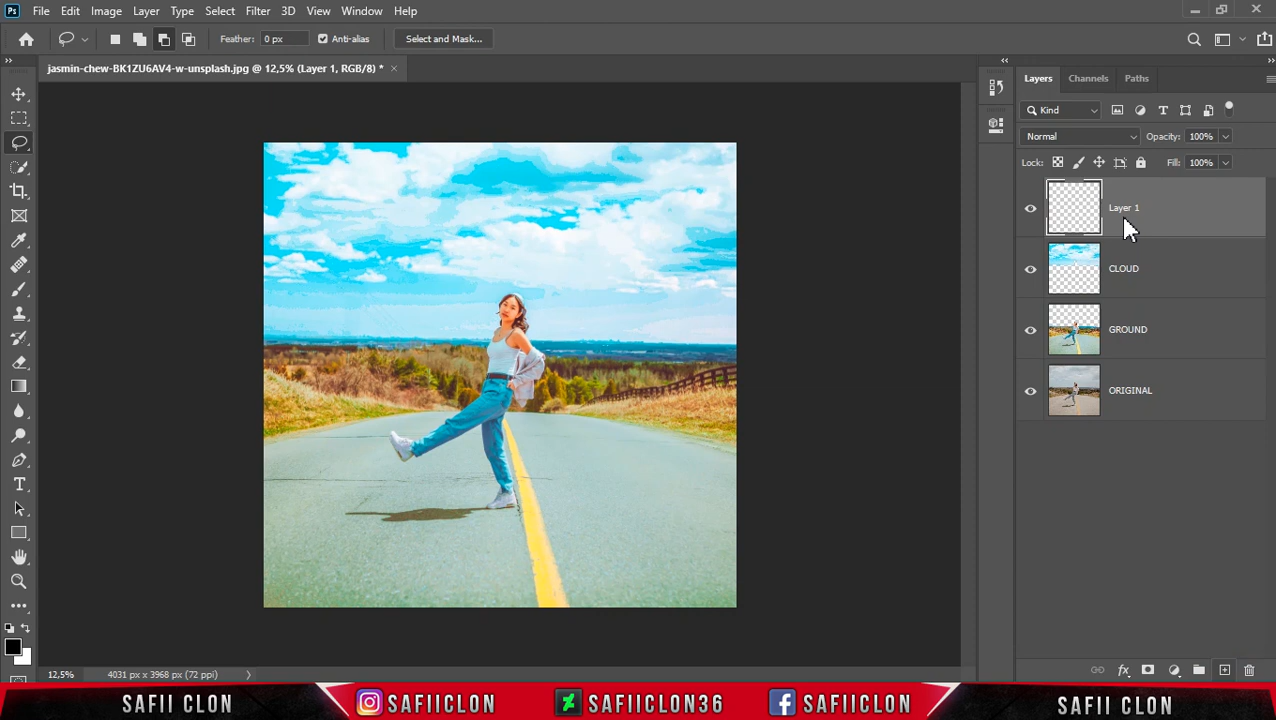 Ps File Edit Image Layer Type Select Filter 3D View Window Help
Feather: 0 px Anti-alias Select and Mask...
jasmin-chew-BK1ZU6AV4-w-unsplash.jpg @ 12,5% (Layer 1, RGB/8) *
Layers Channels Paths
Kind
Normal Opacity: 100%
Lock: Fill: 100%
Layer 1
CLOUD
GROUND
ORIGINAL
12,5% 4031 px x 3968 px (72 ppi)
SAFII CLON SAFIICLON SAFIICLON36 SAFIICLON SAFII CLON